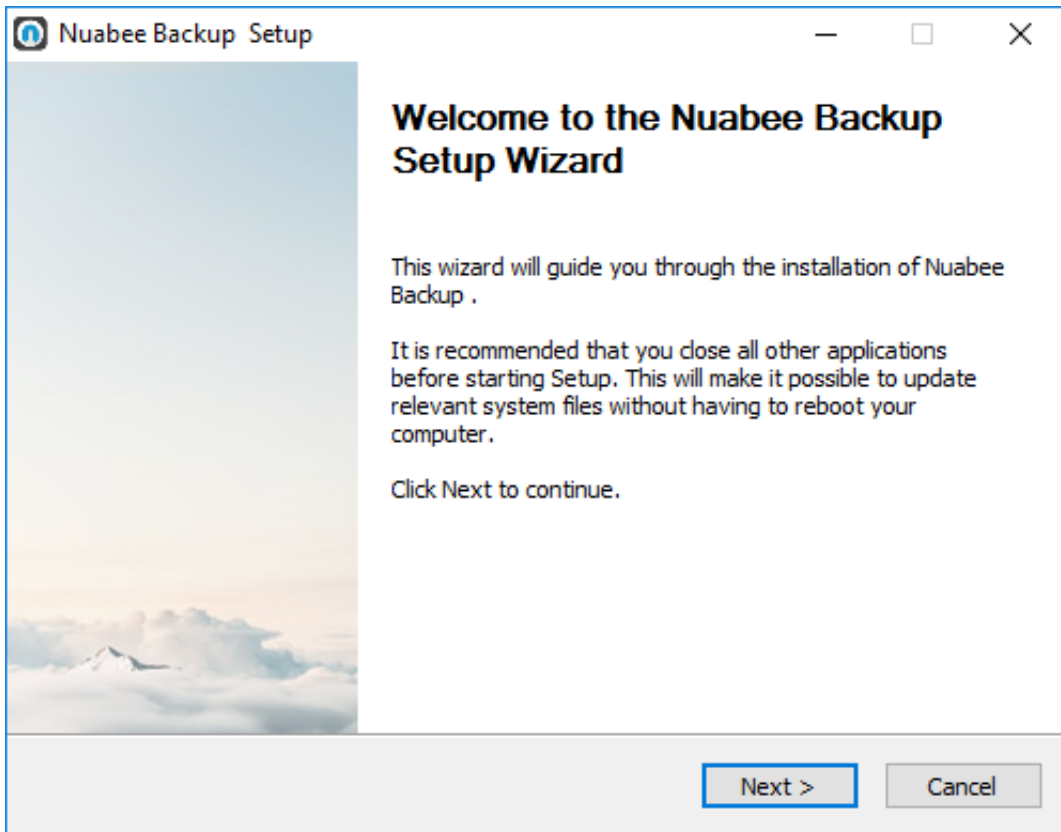 Nuabee Backup  Setup
Welcome to the Nuabee Backup
Setup Wizard
This wizard will guide you through the installation of Nuabee
Backup .
It is recommended that you close all other applications
before starting Setup. This will make it possible to update
relevant system files without having to reboot your
computer.
Click Next to continue.
Next >
Cancel